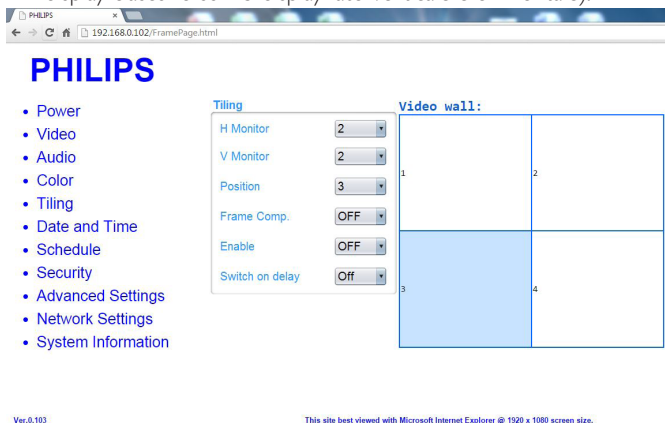 PHILIPS
192.168.0.102/FramePage.html
PHILIPS
• Power
• Video
• Audio
• Color
• Tiling
• Date and Time
• Schedule
• Security
• Advanced Settings
• Network Settings
• System Information
Tiling
H Monitor 2
V Monitor 2
Position 3
Frame Comp. OFF
Enable OFF
Switch on delay Off
Video wall:
1 2
3 4
Ver.0.103
This site best viewed with Microsoft Internet Explorer @ 1920 x 1080 screen size.